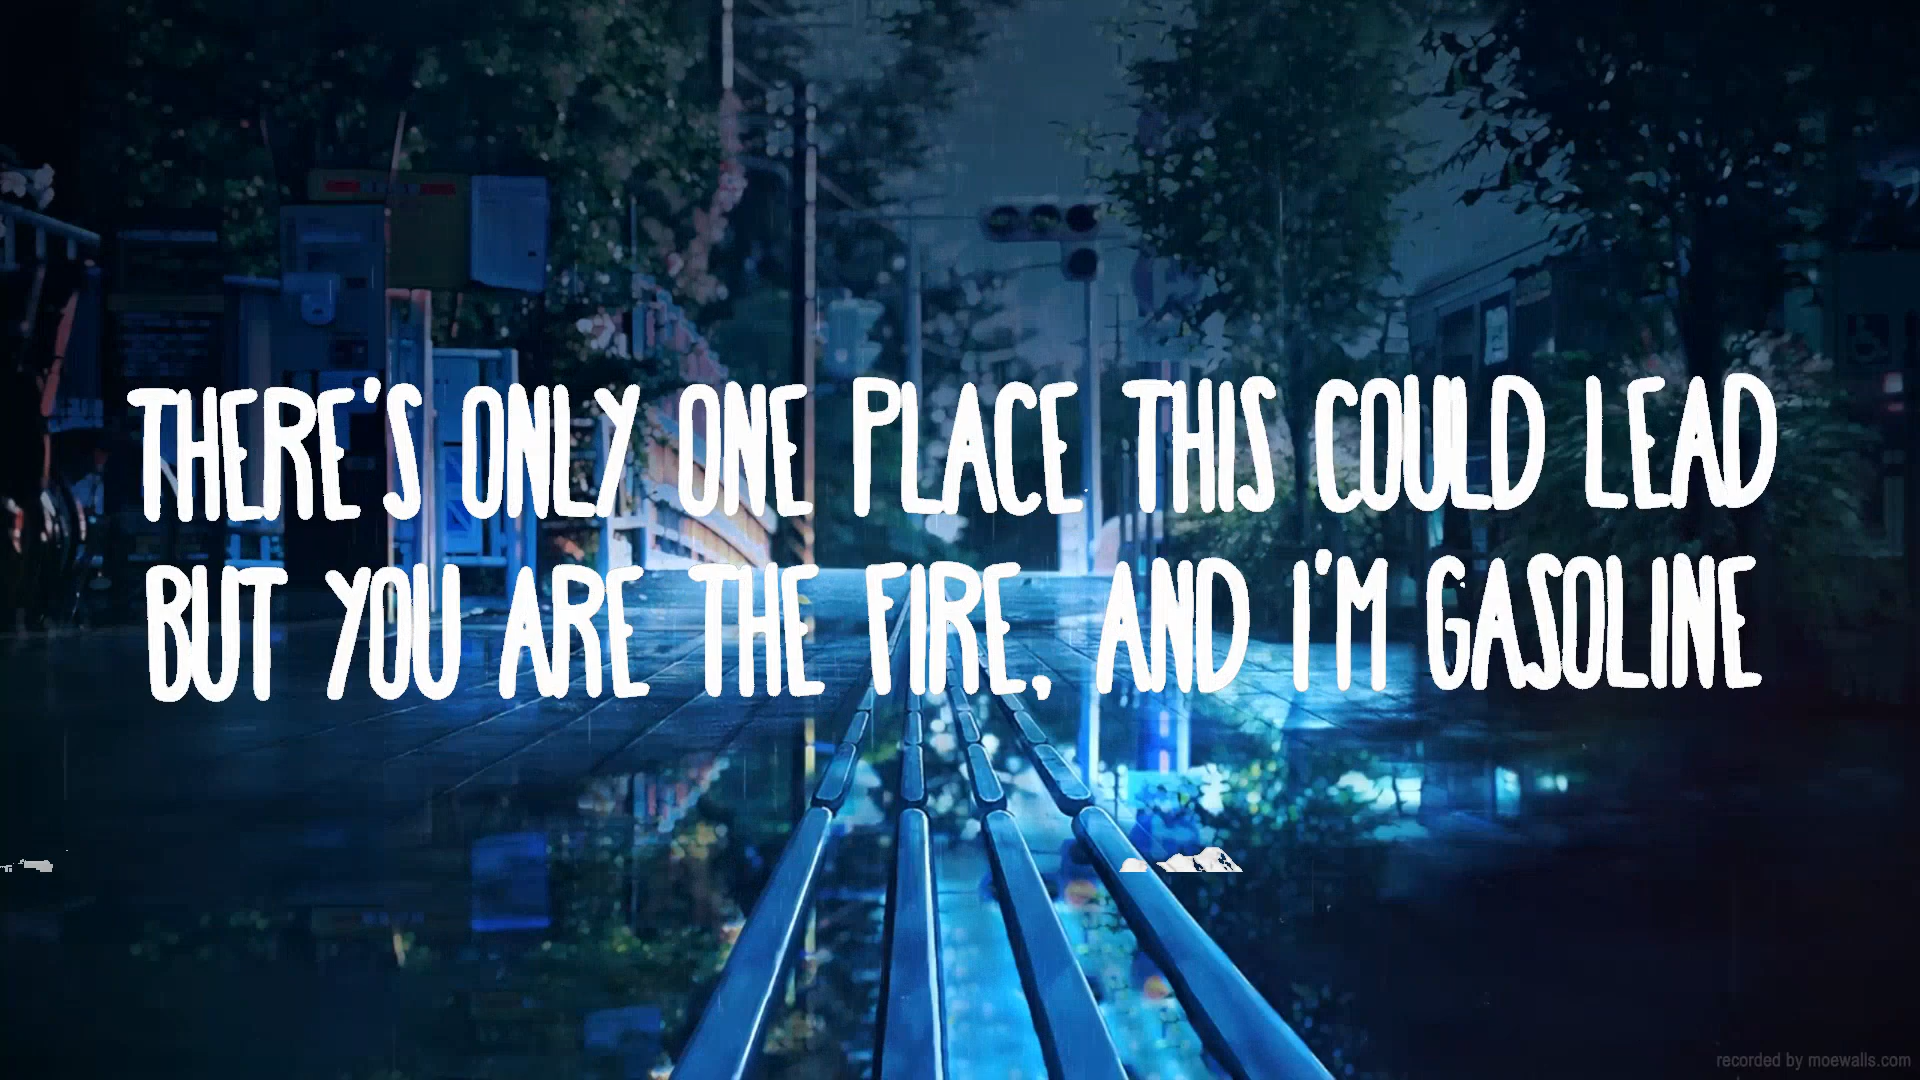 THERE'S ONLY ONE PLACE THIS COULD LEAD
BUT YOU ARE THE FIRE, AND I'M GASOLINE
recorded by moewalls.com